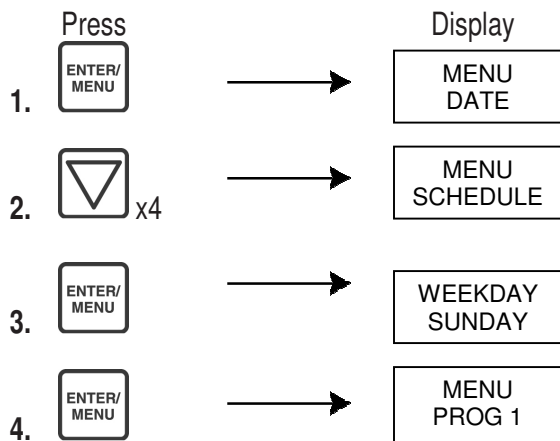 Press Display
1. ENTER/
MENU
MENU
DATE
2. x4
MENU
SCHEDULE
3. ENTER/
MENU
WEEKDAY
SUNDAY
4. ENTER/
MENU
MENU
PROG 1